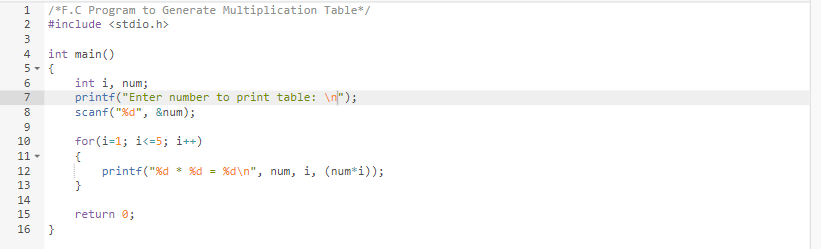 1 /*F.C Program to Generate Multiplication Table*/
2 #include <stdio.h>
3
4 int main()
5 {
6     int i, num;
7     printf("Enter number to print table: \n");
8     scanf("%d", &num);
9
10     for(i=1; i<=5; i++)
11     {
12         printf("%d * %d = %d\n", num, i, (num*i));
13     }
14
15     return 0;
16 }